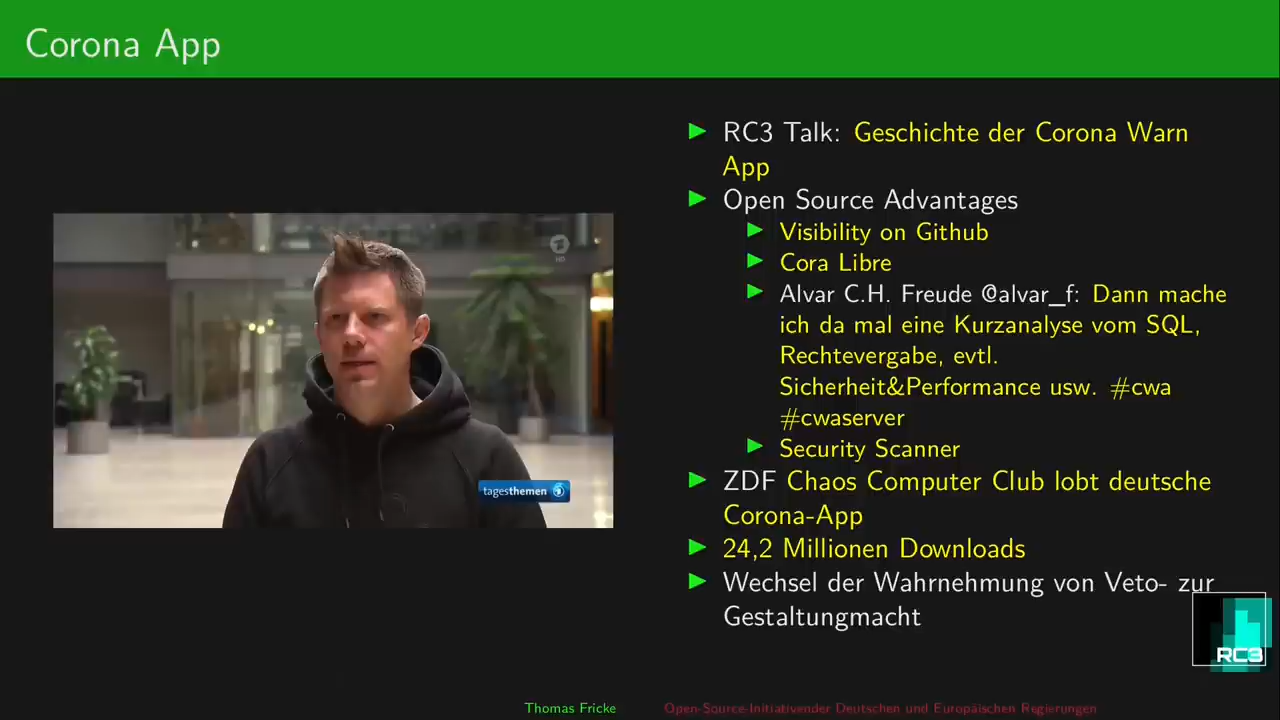 Corona App
RC3 Talk: Geschichte der Corona Warn
App
Open Source Advantages
Visibility on Github
Cora Libre
Alvar C.H. Freude @alvar_f: Dann mache
ich da mal eine Kurzanalyse vom SQL,
Rechtevergabe, evtl.
Sicherheit&Performance usw. #cwa
#cwaserver
Security Scanner
ZDF Chaos Computer Club lobt deutsche
Corona-App
24,2 Millionen Downloads
Wechsel der Wahrnehmung von Veto- zur
Gestaltungmacht
HD
tagesthemen
RC3
Thomas Fricke
Open-Source-Initiativender Deutschen und Europäischen Regierungen